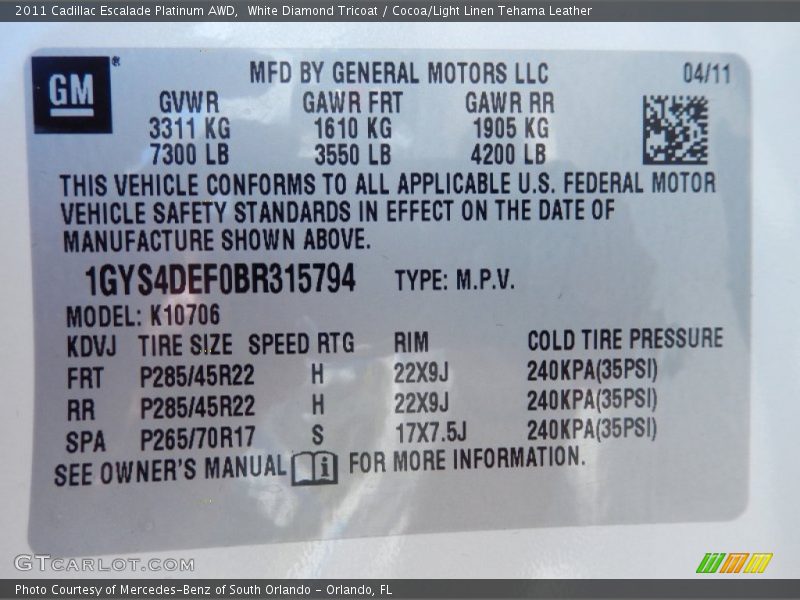 2011 Cadillac Escalade Platinum AWD,  White Diamond Tricoat / Cocoa/Light Linen Tehama Leather
GM®
MFD BY GENERAL MOTORS LLC
04/11
GVWR GAWR FRT GAWR RR
3311 KG 1610 KG 1905 KG
7300 LB 3550 LB 4200 LB
THIS VEHICLE CONFORMS TO ALL APPLICABLE U.S. FEDERAL MOTOR
VEHICLE SAFETY STANDARDS IN EFFECT ON THE DATE OF
MANUFACTURE SHOWN ABOVE.
1GYS4DEF0BR315794 TYPE: M.P.V.
MODEL: K10706
KDVJ TIRE SIZE SPEED RTG RIM COLD TIRE PRESSURE
FRT P285/45R22 H 22X9J 240KPA(35PSI)
RR P285/45R22 H 22X9J 240KPA(35PSI)
SPA P265/70R17 S 17X7.5J 240KPA(35PSI)
SEE OWNER'S MANUAL i FOR MORE INFORMATION.
GTCARLOT.COM
Photo Courtesy of Mercedes-Benz of South Orlando - Orlando, FL